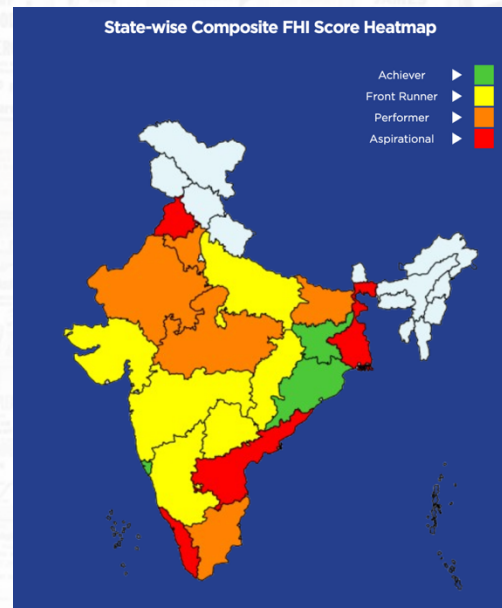 State-wise Composite FHI Score Heatmap
Achiever
Front Runner
Performer
Aspirational